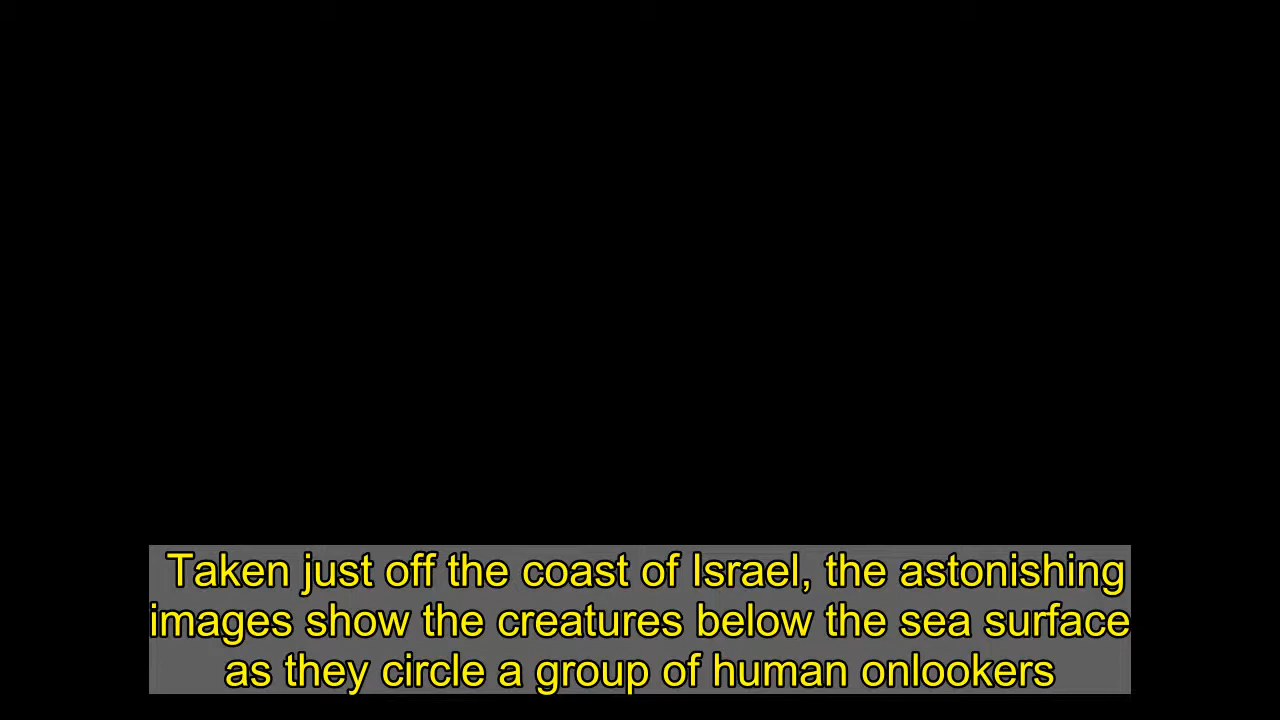 Taken just off the coast of Israel, the astonishing
images show the creatures below the sea surface
as they circle a group of human onlookers